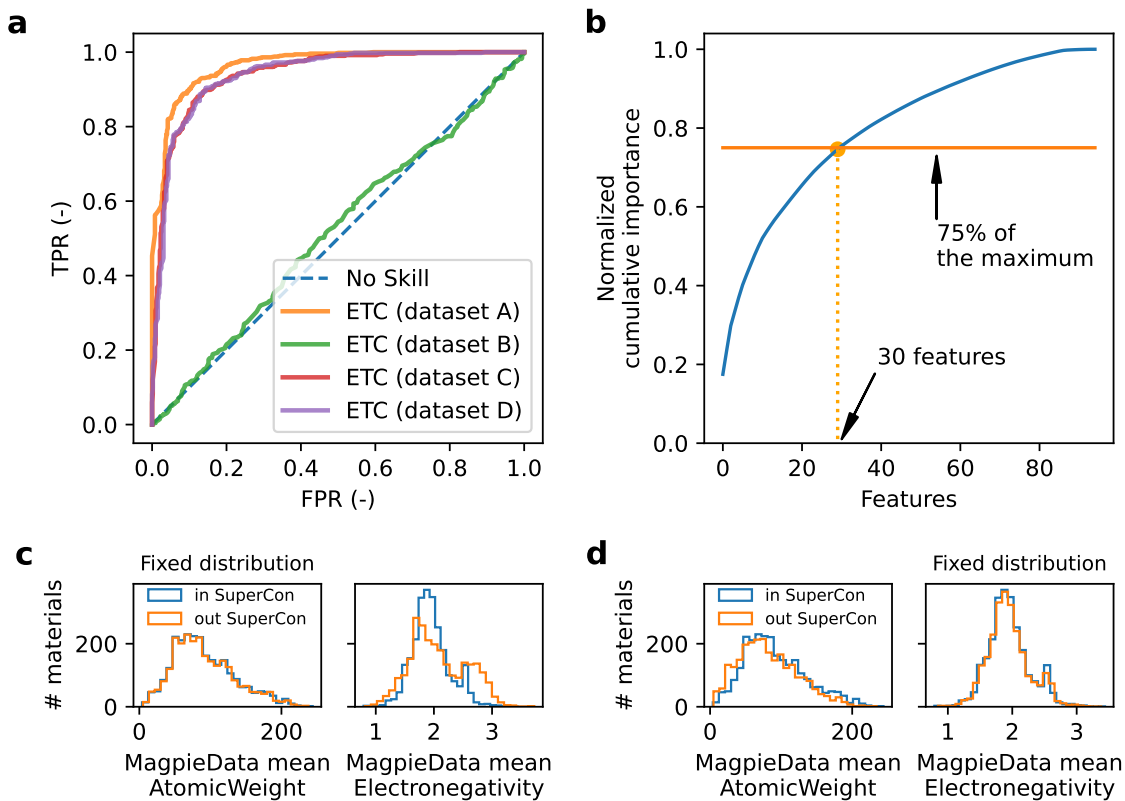 a
1.0
0.8
0.6
0.4
0.2
0.0
TPR (-)
0.0 0.2 0.4 0.6 0.8 1.0
FPR (-)
No Skill
ETC (dataset A)
ETC (dataset B)
ETC (dataset C)
ETC (dataset D)
b
1.0
0.8
0.6
0.4
0.2
0.0
Normalized
cumulative importance
75% of
the maximum
30 features
0 20 40 60 80
Features
c
Fixed distribution
# materials
200
0
in SuperCon
out SuperCon
0 200
MagpieData mean
AtomicWeight
1 2 3
MagpieData mean
Electronegativity
d
# materials
200
0
in SuperCon
out SuperCon
0 200
MagpieData mean
AtomicWeight
Fixed distribution
1 2 3
MagpieData mean
Electronegativity